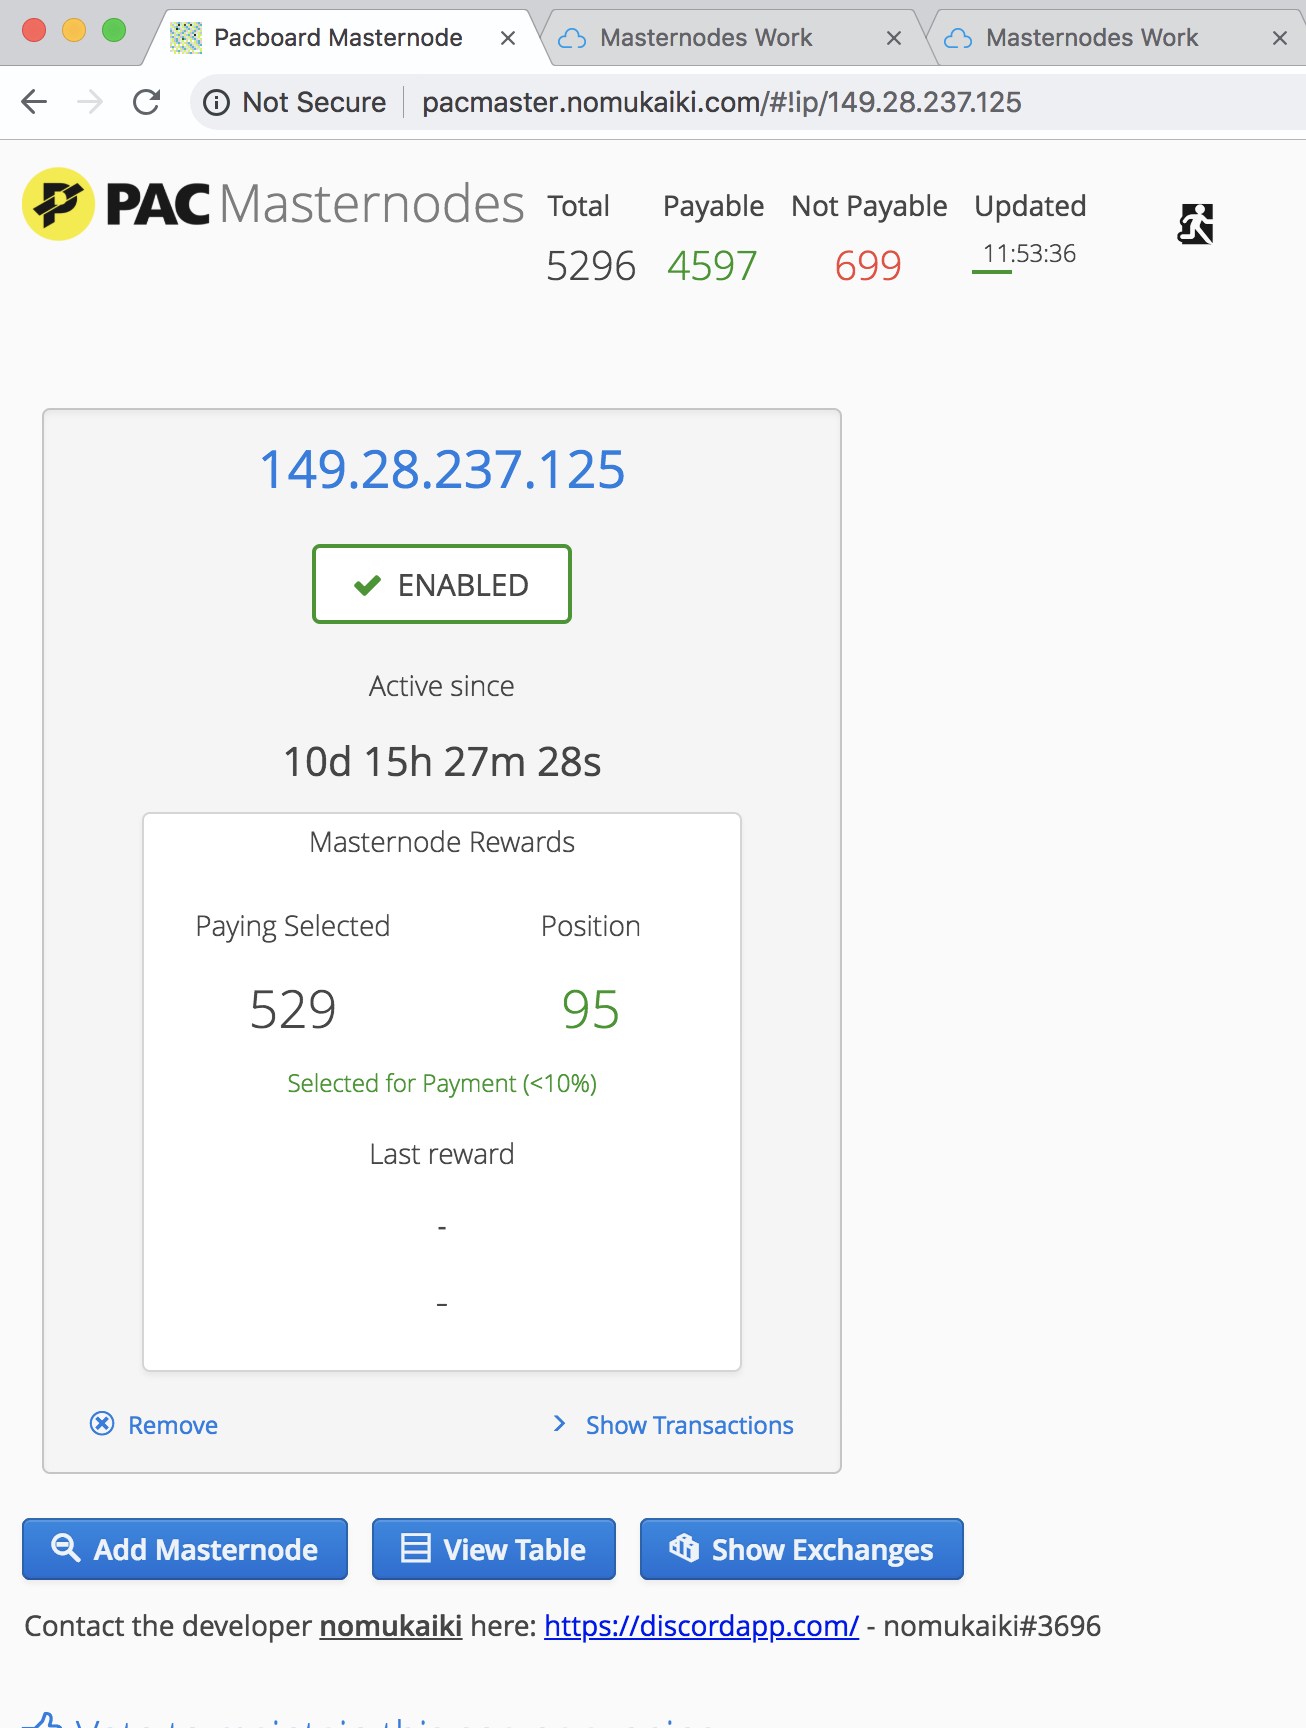 Pacboard Masternode
Masternodes Work
Masternodes Work
Not Secure
pacmaster.nomukaiki.com/#!ip/149.28.237.125
PAC Masternodes
Total
Payable
Not Payable
Updated
5296
4597
699
11:53:36
149.28.237.125
ENABLED
Active since
10d 15h 27m 28s
Masternode Rewards
Paying Selected
Position
529
95
Selected for Payment (<10%)
Last reward
-
-
Remove
Show Transactions
Add Masternode
View Table
Show Exchanges
Contact the developer nomukaiki here: https://discordapp.com/ - nomukaiki#3696